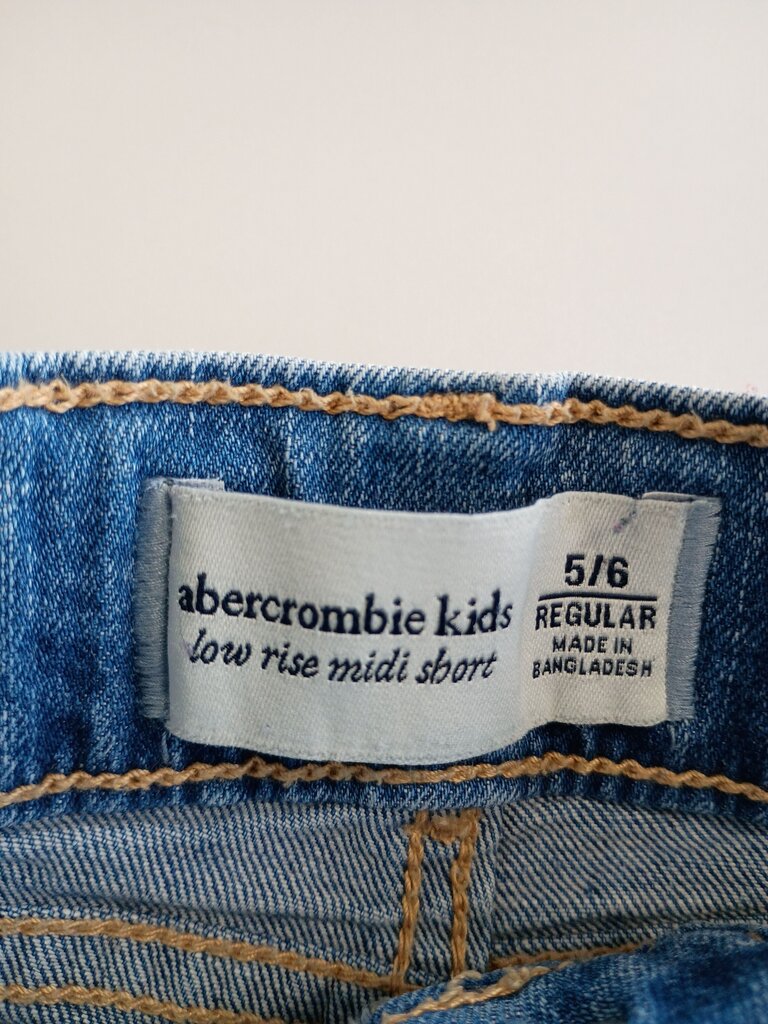 abercrombie kids
low rise midi short
5/6
REGULAR
MADE IN
BANGLADESH